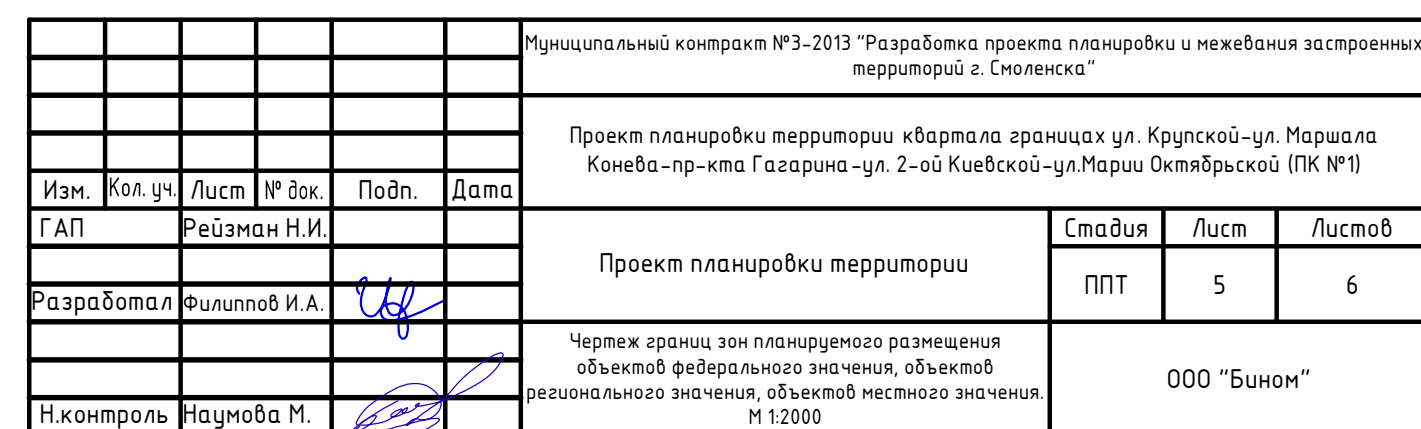 Муниципальный контракт №3-2013 "Разработка проекта планировки и межевания застроенных
территорий г. Смоленска"
Проект планировки территории квартала границах ул. Крупской-ул. Маршала
Конева-пр-кта Гагарина-ул. 2-ой Киевской-ул.Марии Октябрьской (ПК №1)
Изм. Кол. уч. Лист № док. Подп. Дата
ГАП Рейзман Н.И.
Проект планировки территории
Стадия Лист Листов
ППТ 5 6
Разработал Филиппов И.А.
Чертеж границ зон планируемого размещения
объектов федерального значения, объектов
регионального значения, объектов местного значения.
М 1:2000
ООО "Бином"
Н.контроль Наумова М.